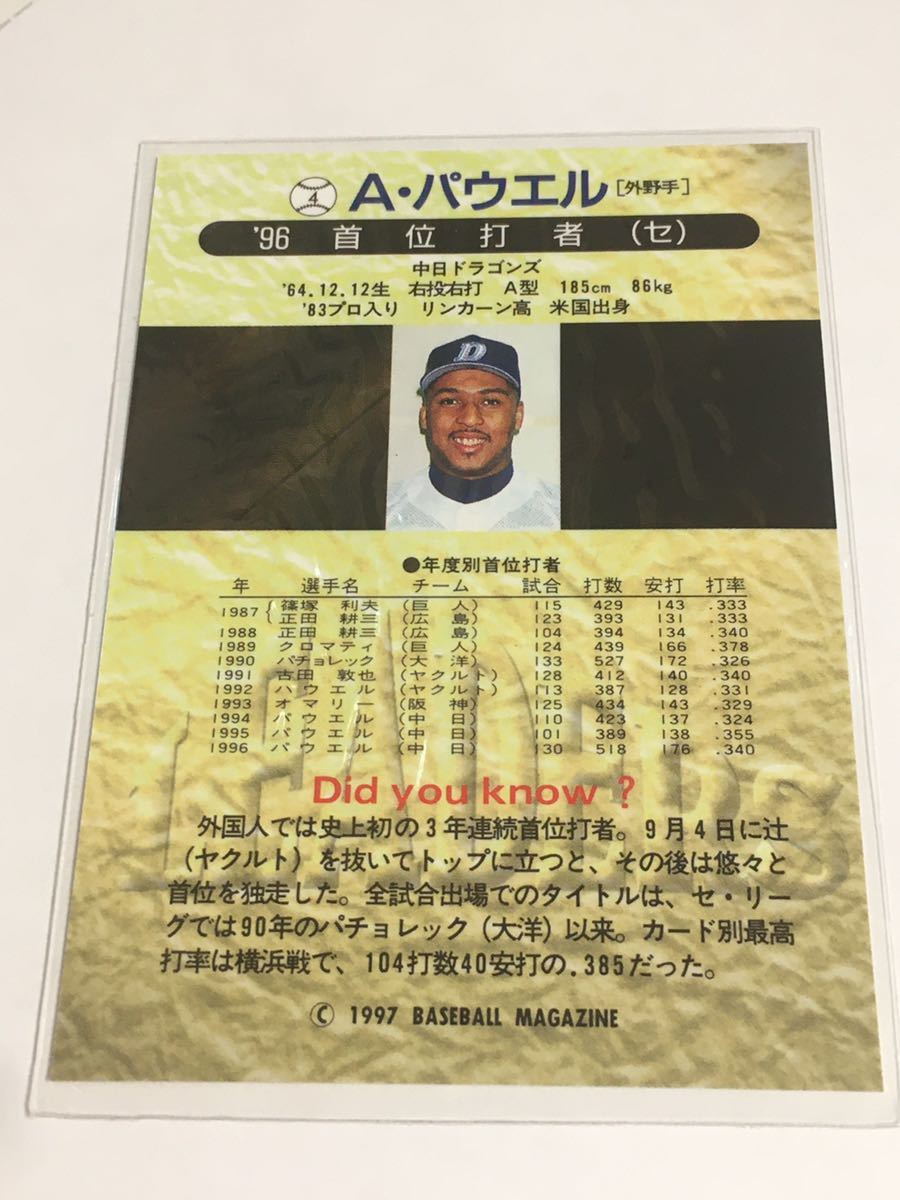 4 A・パウエル [外野手]
'96 首位打者 (セ)
中日ドラゴンズ
'64.12.12生 右投右打 A型 185cm 86kg
'83プロ入り リンカーン高 米国出身
D
●年度別首位打者
年 選手名 チーム 試合 打数 安打 打率
1987 { 篠塚 利夫 (巨人) 115 429 143 .333
正田 耕三 (広島) 123 393 131 .333
1988 正田 耕三 (広島) 104 394 134 .340
1989 クロマティ (巨人) 124 439 166 .378
1990 パチョレック (大洋) 133 527 172 .326
1991 古田 敦也 (ヤクルト) 128 412 140 .340
1992 ハウエル (ヤクルト) 113 387 128 .331
1993 オマリー (阪神) 125 434 143 .329
1994 パウエル (中日) 110 423 137 .324
1995 パウエル (中日) 101 389 138 .355
1996 パウエル (中日) 130 518 176 .340
LEADERS
Did you know ?
外国人では史上初の3年連続首位打者。9月4日に辻
(ヤクルト)を抜いてトップに立つと、その後は悠々と
首位を独走した。全試合出場でのタイトルは、セ・リー
グでは90年のパチョレック(大洋)以来。カード別最高
打率は横浜戦で、104打数40安打の.385だった。
© 1997 BASEBALL MAGAZINE